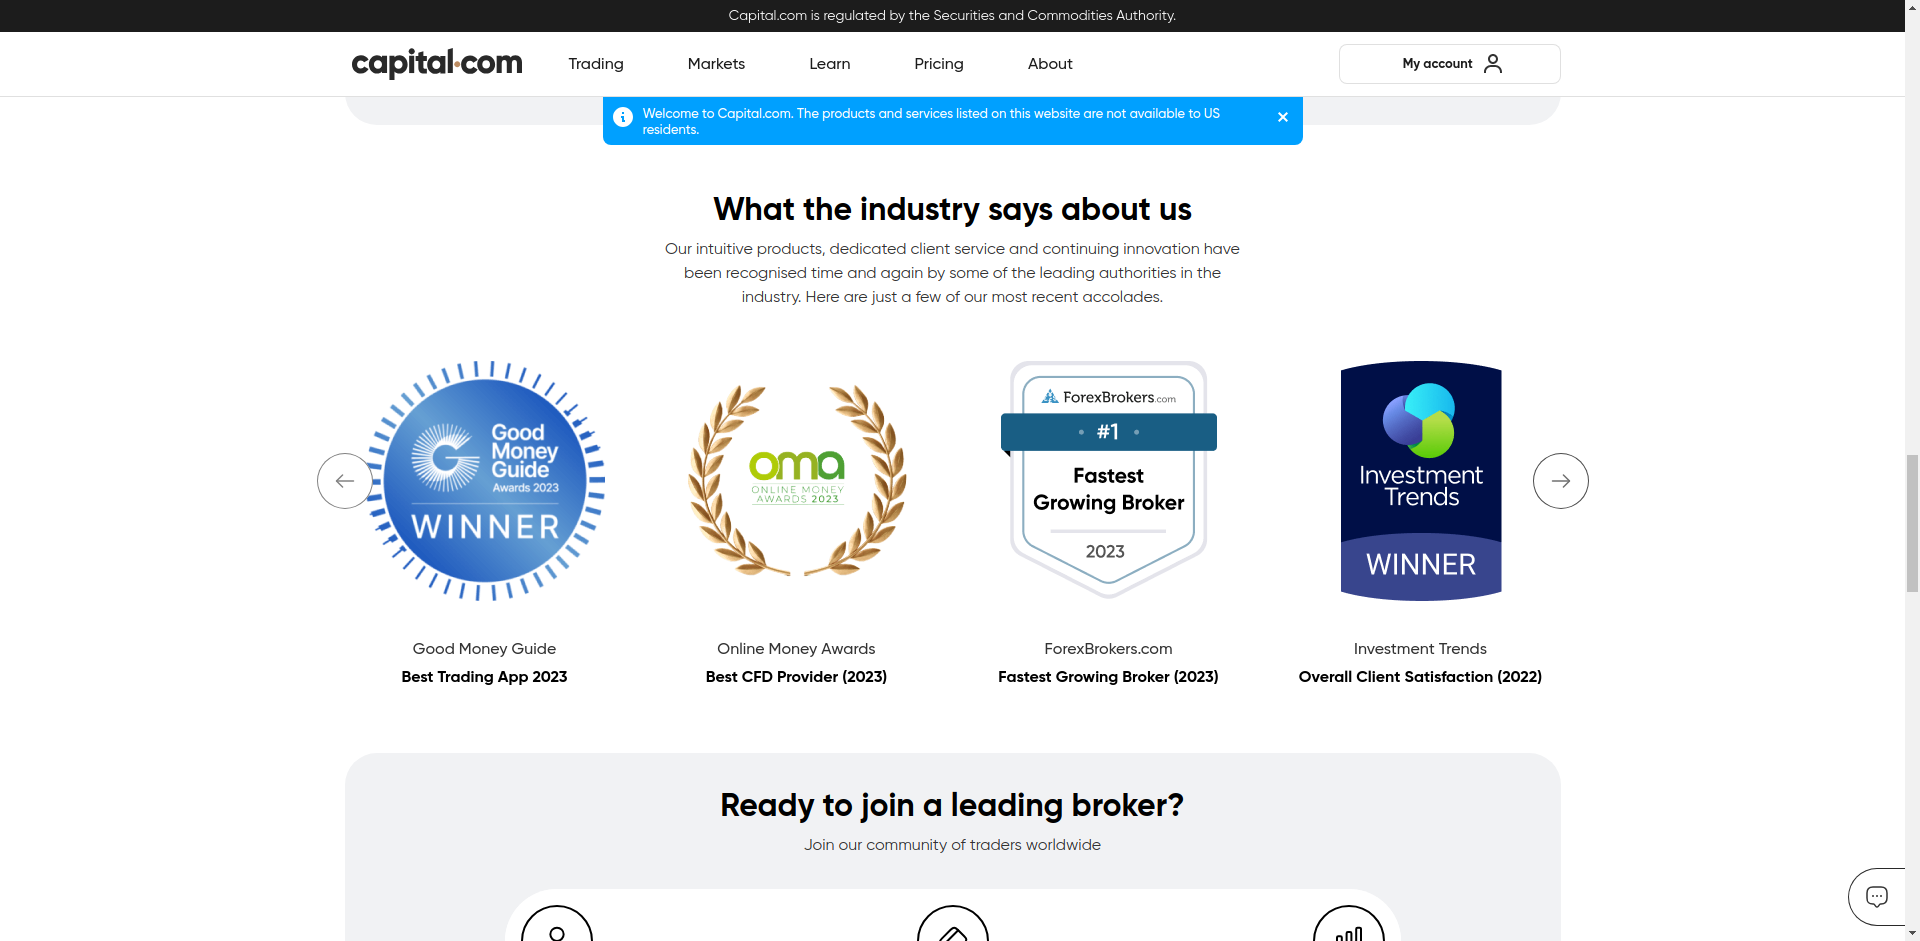 Capital.com is regulated by the Securities and Commodities Authority.
capital.com
Trading
Markets
Learn
Pricing
About
My account
Welcome to Capital.com. The products and services listed on this website are not available to US
residents.
What the industry says about us
Our intuitive products, dedicated client service and continuing innovation have
been recognised time and again by some of the leading authorities in the
industry. Here are just a few of our most recent accolades.
Good
Money
Guide
Awards 2023
WINNER
oma
ONLINE MONEY
AWARDS 2023
ForexBrokers.com
#1
Fastest
Growing Broker
2023
Investment
Trends
WINNER
Good Money Guide
Best Trading App 2023
Online Money Awards
Best CFD Provider (2023)
ForexBrokers.com
Fastest Growing Broker (2023)
Investment Trends
Overall Client Satisfaction (2022)
Ready to join a leading broker?
Join our community of traders worldwide